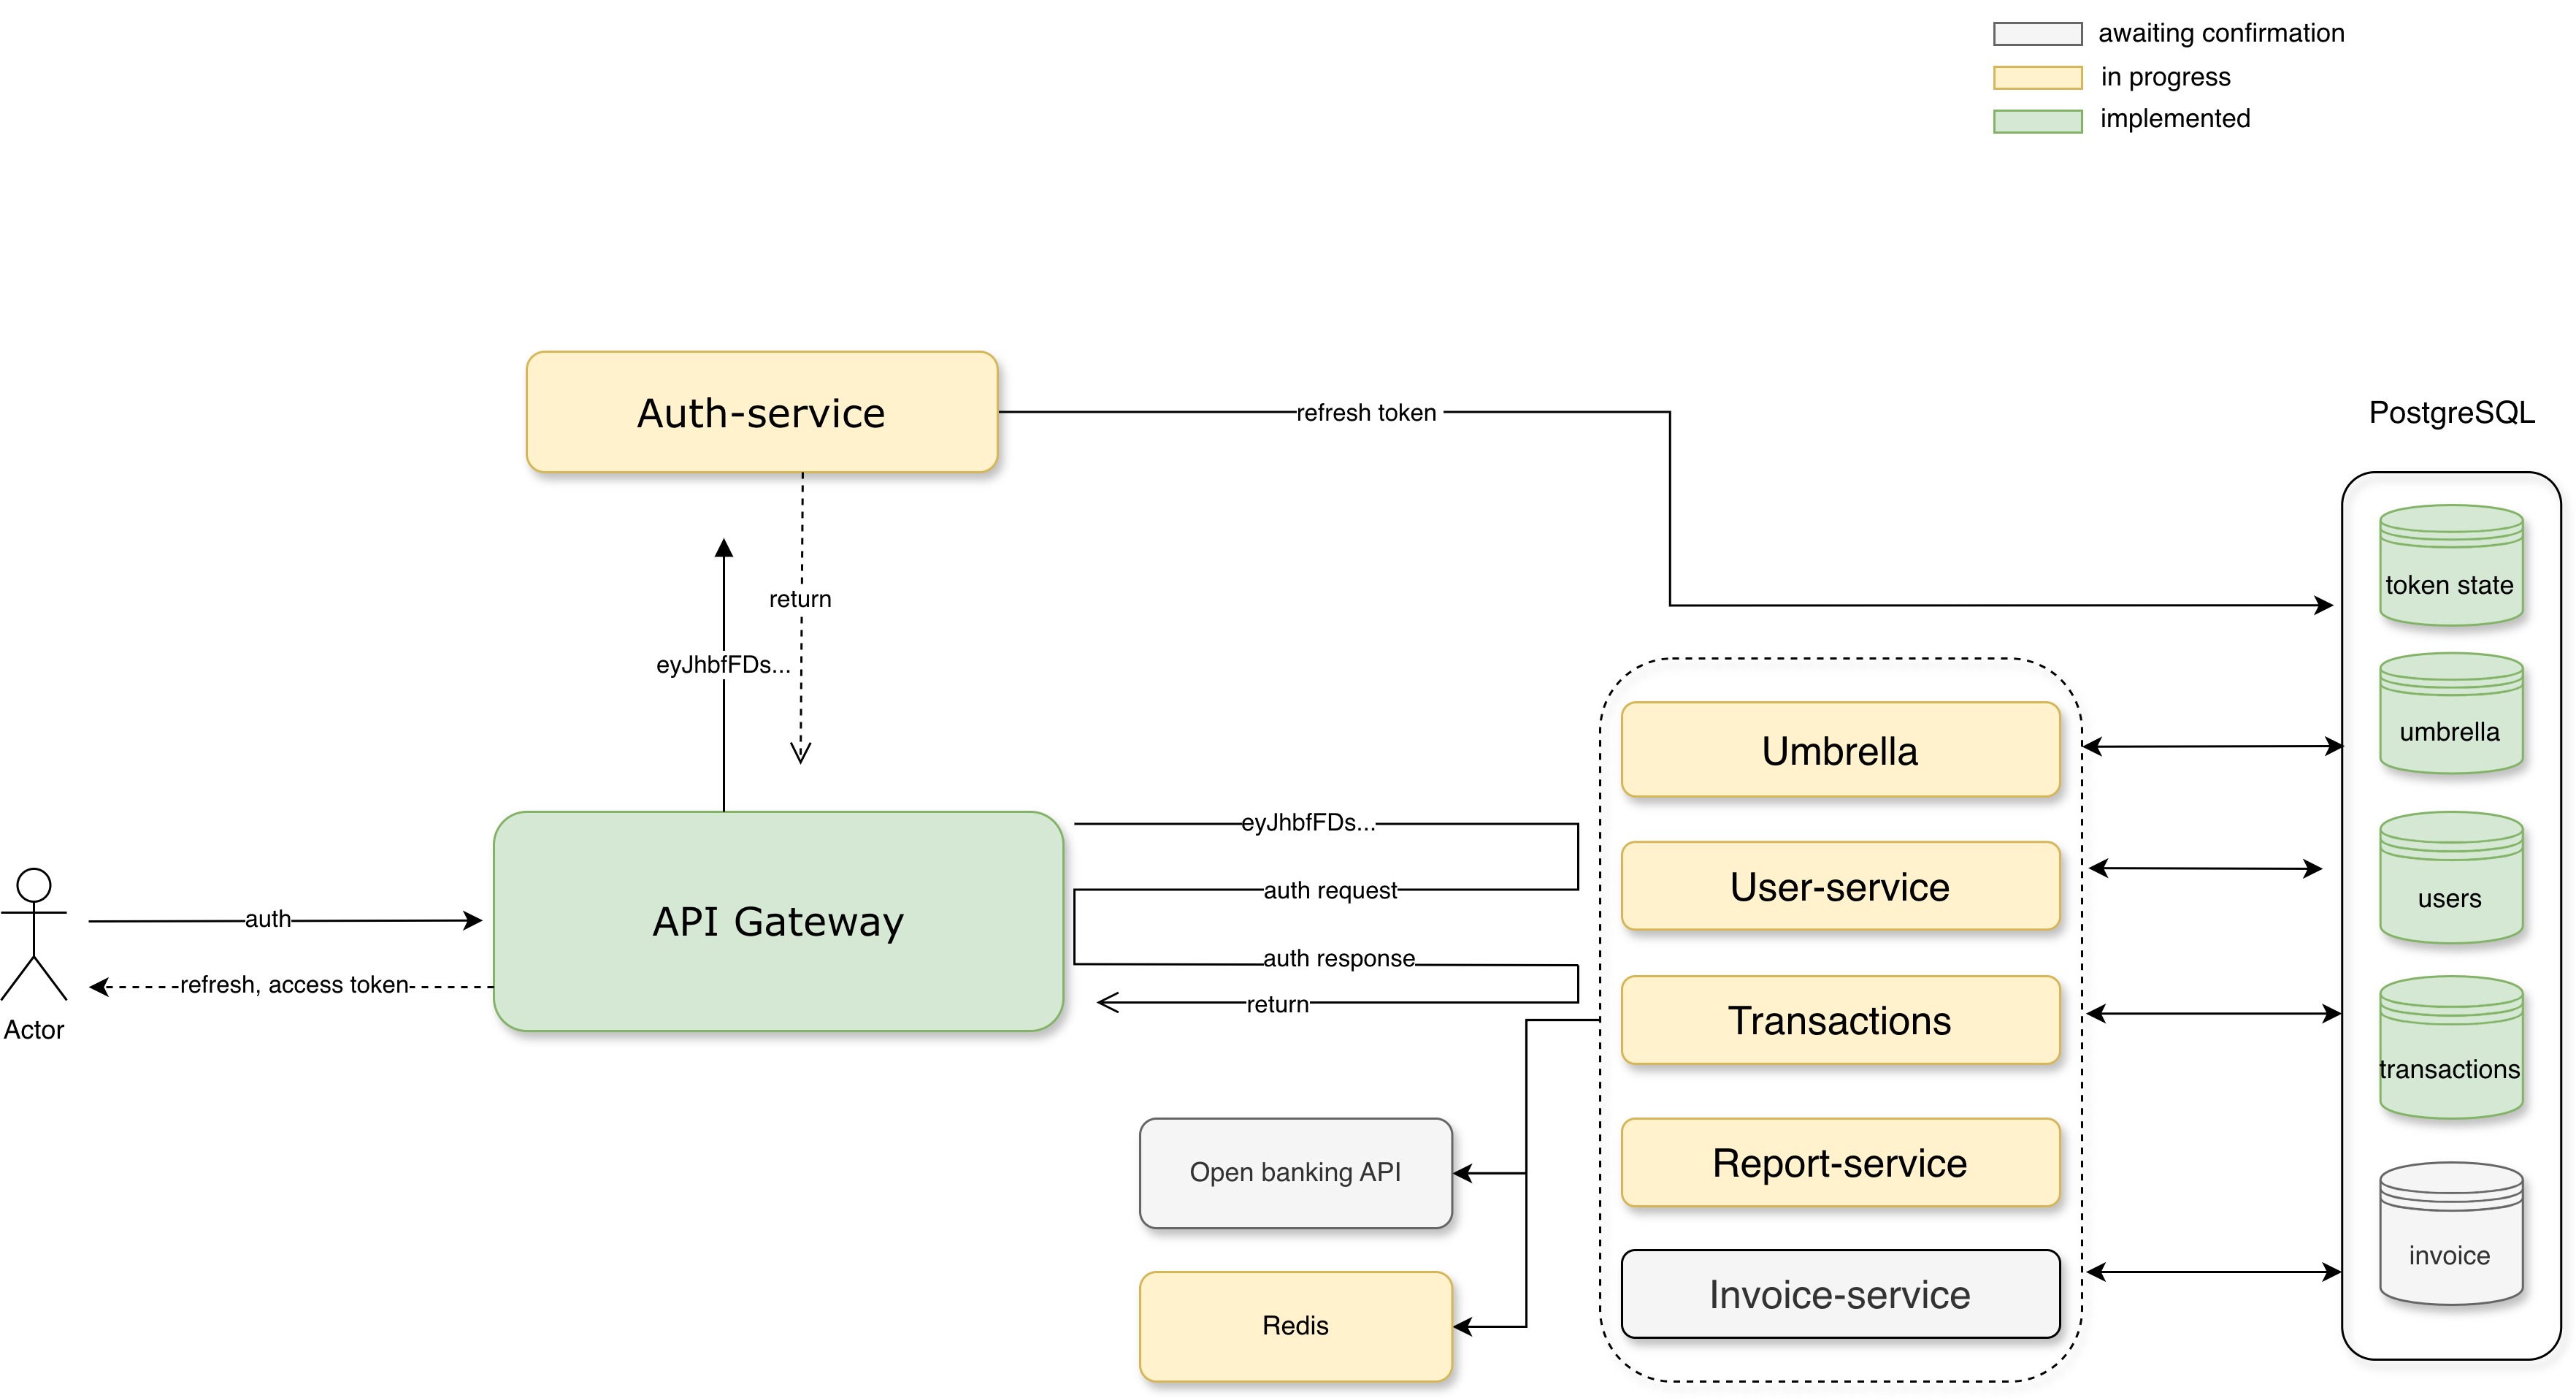 awaiting confirmation
in progress
implemented
Auth-service
refresh token
PostgreSQL
token state
return
eyJhbfFDs...
umbrella
Umbrella
eyJhbfFDs...
User-service
auth request
users
API Gateway
auth
auth response
refresh, access token
return
Actor
Transactions
transactions
Open banking API
Report-service
invoice
Invoice-service
Redis